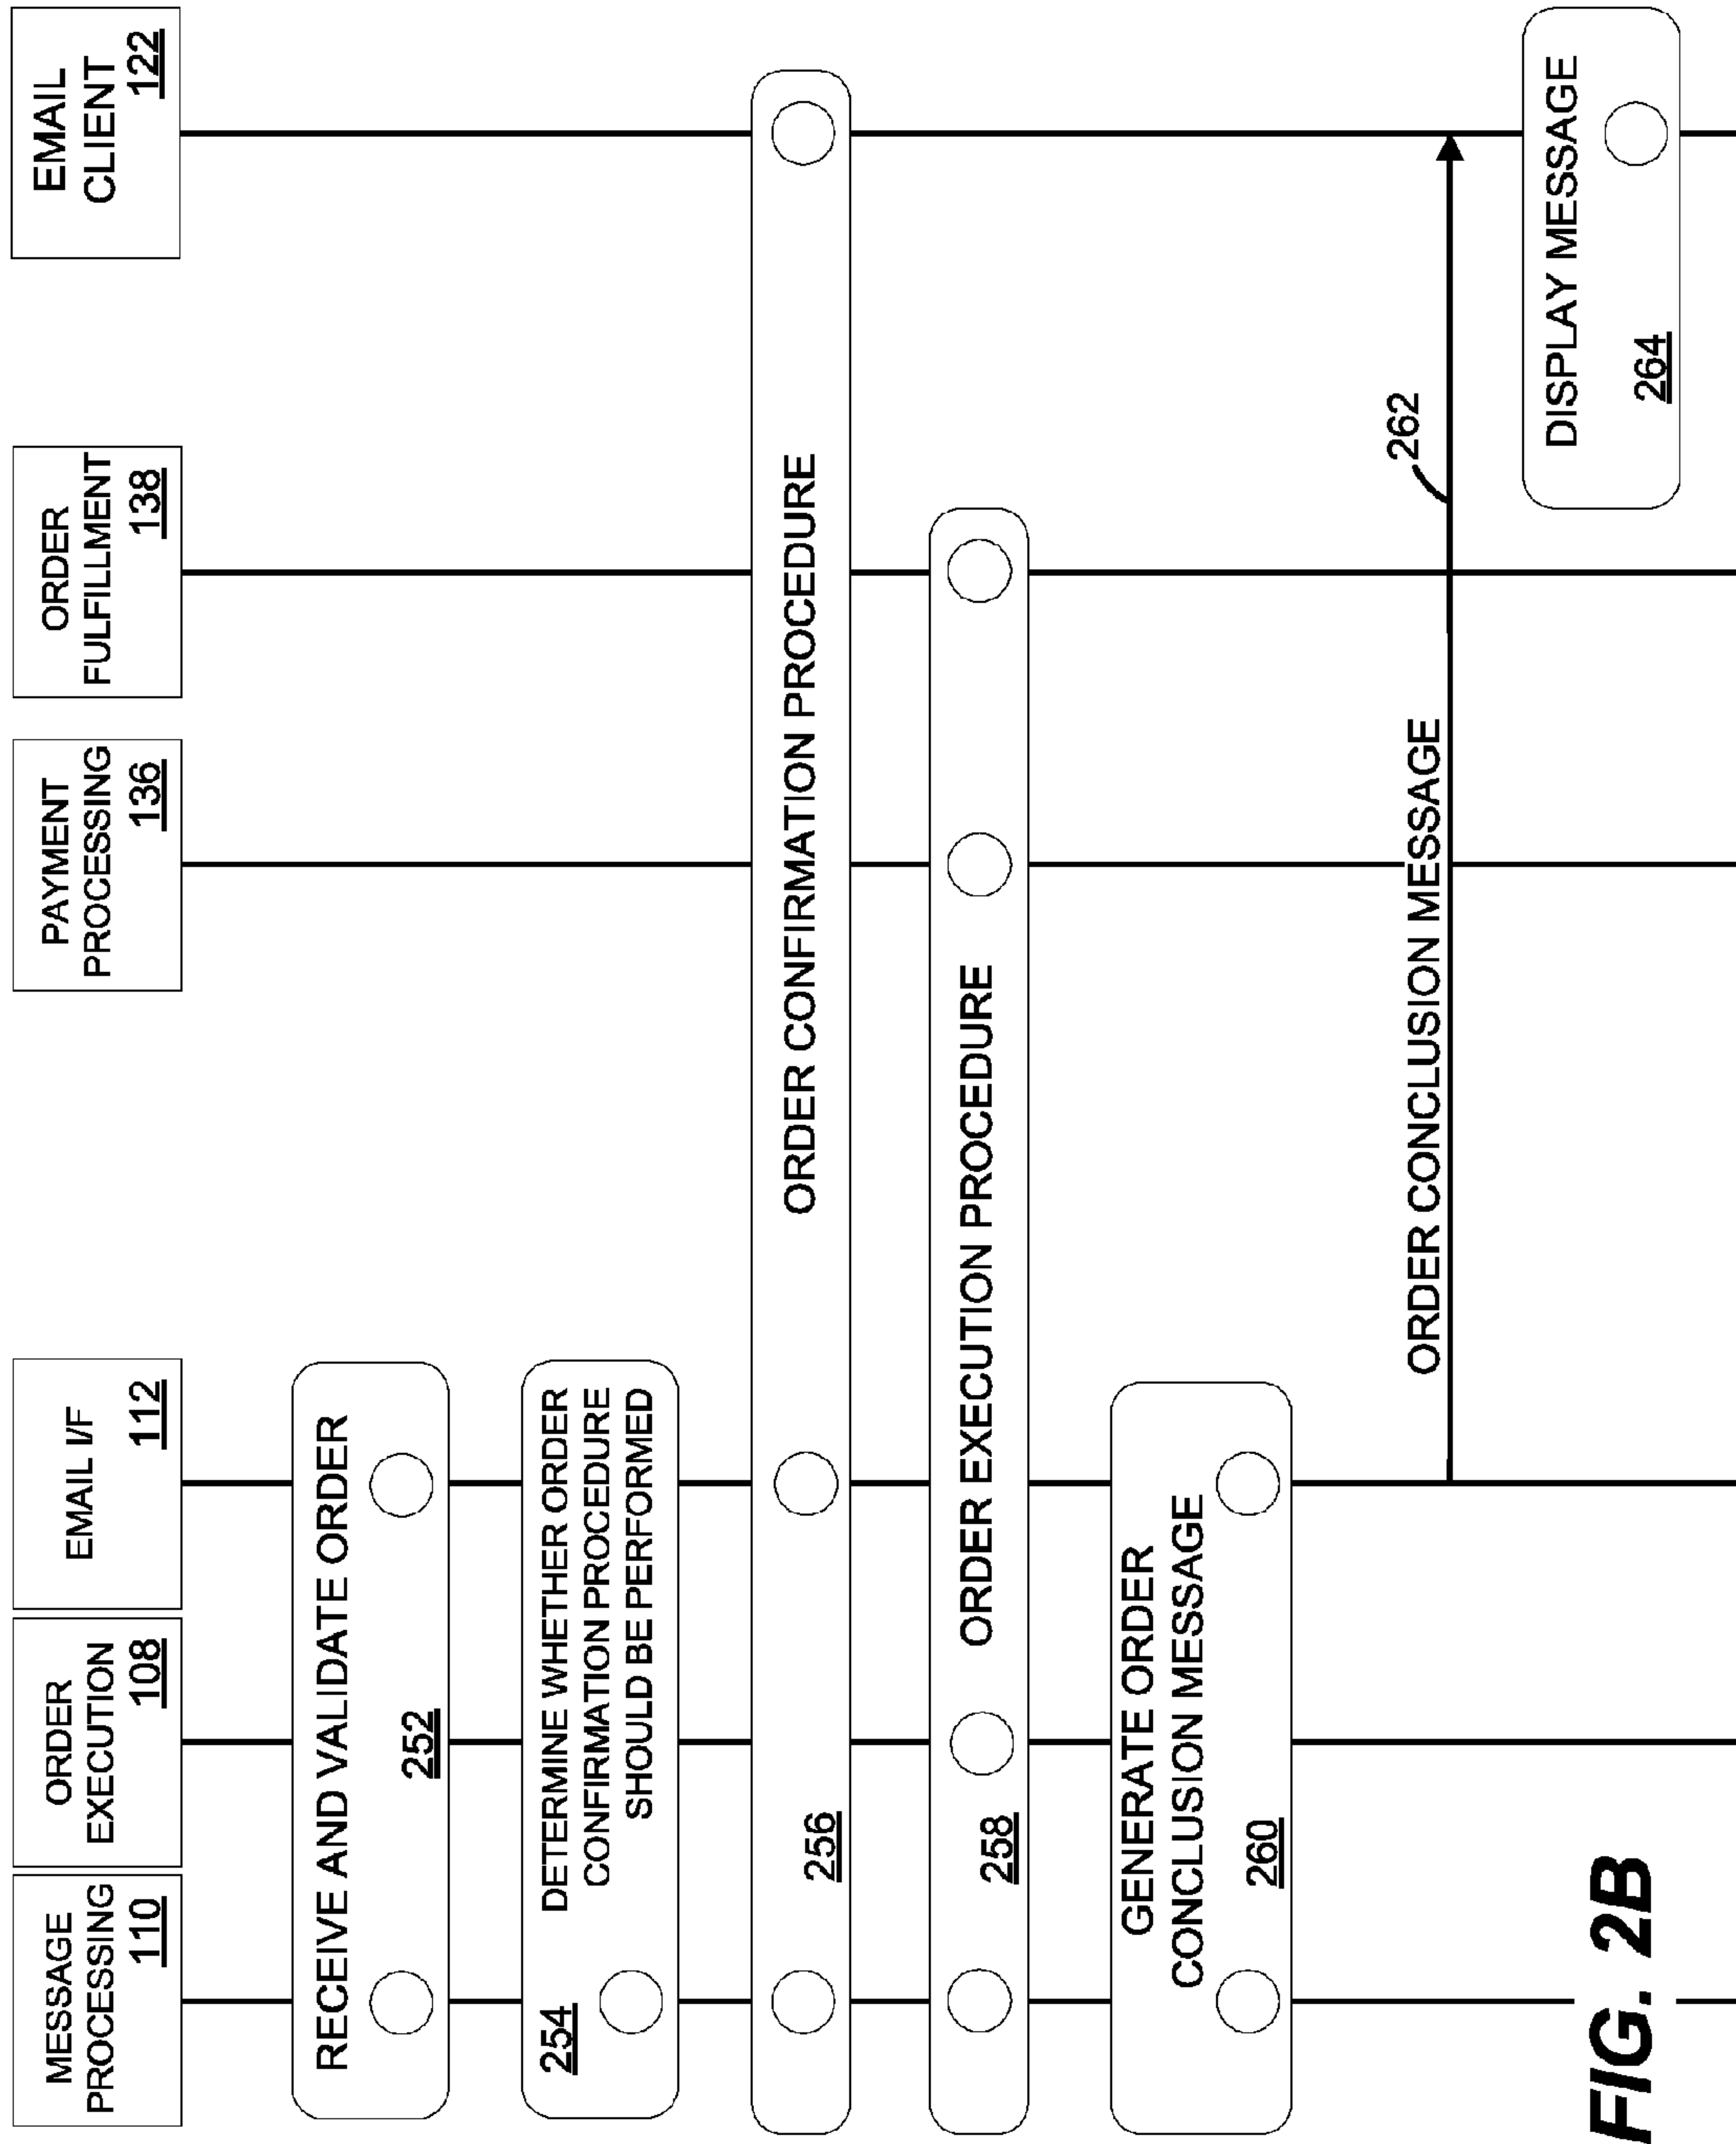 MESSAGE
PROCESSING
110
ORDER
EXECUTION
108
EMAIL I/F
112
PAYMENT
PROCESSING
136
ORDER
FULFILLMENT
138
EMAIL
CLIENT
122
RECEIVE AND VALIDATE ORDER
252
254
DETERMINE WHETHER ORDER
CONFIRMATION PROCEDURE
SHOULD BE PERFORMED
ORDER CONFIRMATION PROCEDURE
256
ORDER EXECUTION PROCEDURE
258
GENERATE ORDER
CONCLUSION MESSAGE
260
ORDER CONCLUSION MESSAGE
262
DISPLAY MESSAGE
264
FIG. 2B